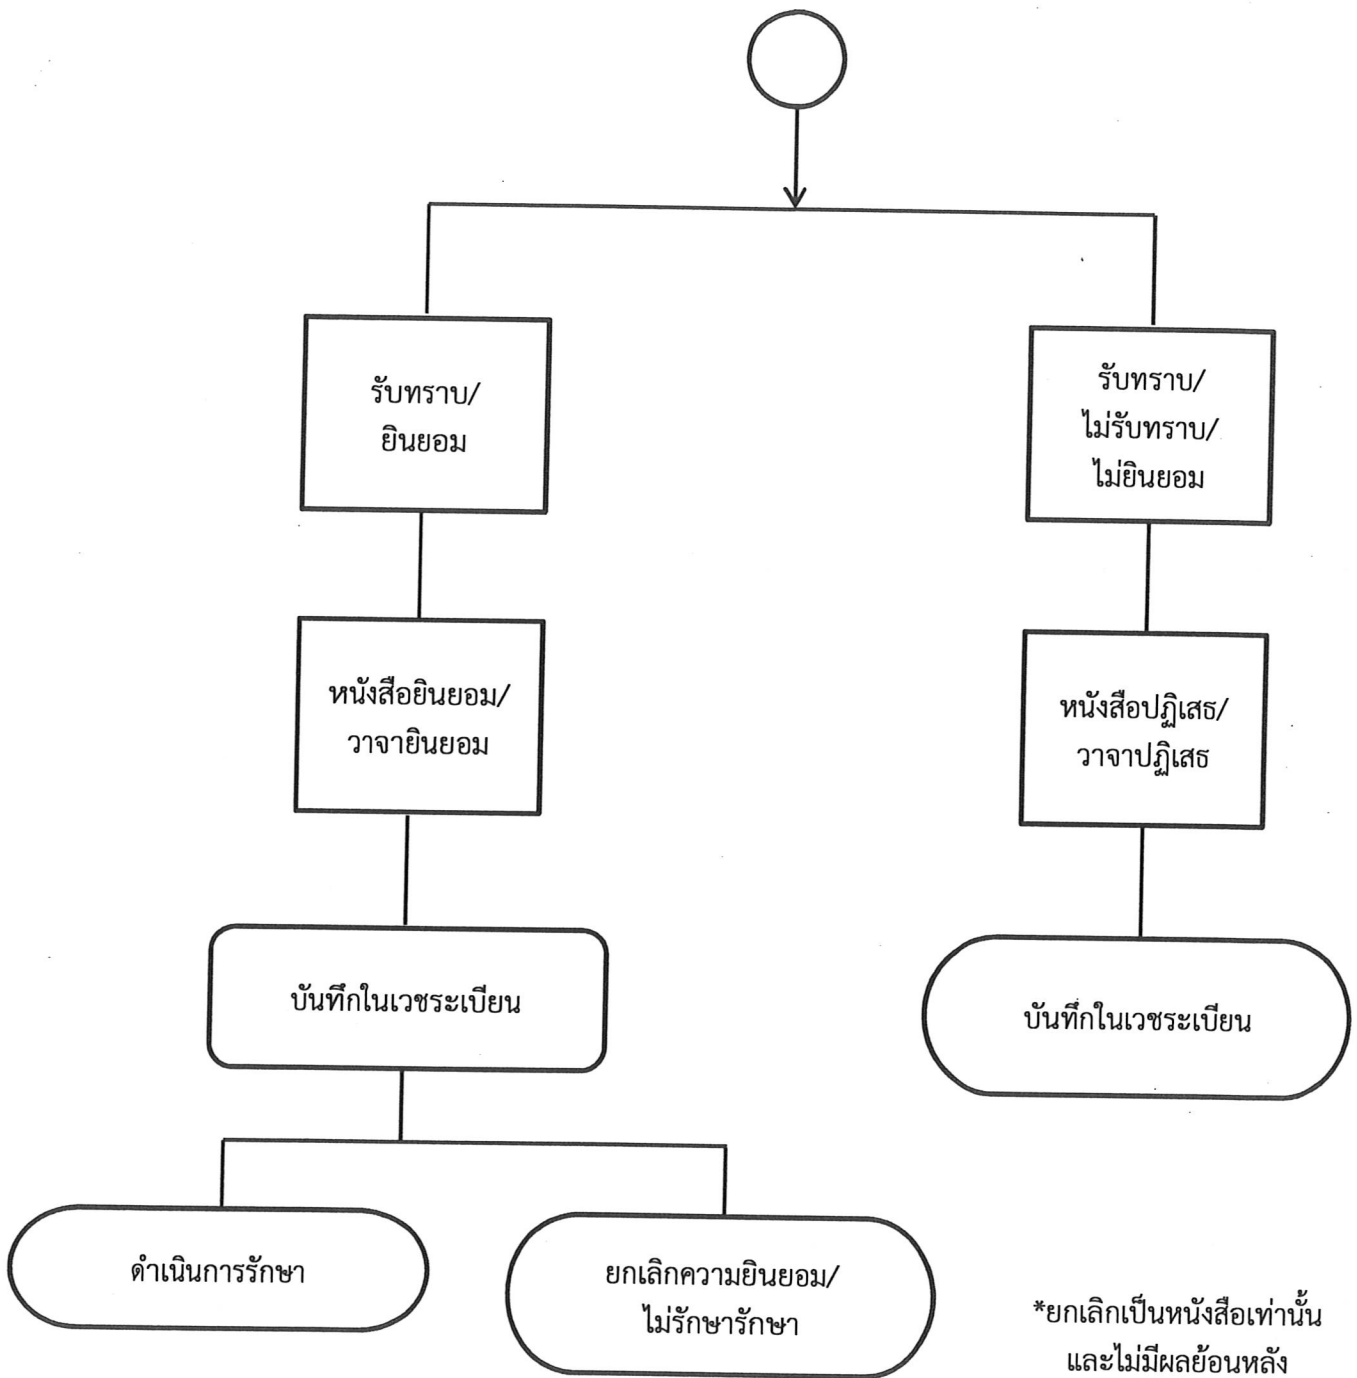 รับทราบ/
ยินยอม
รับทราบ/
ไม่รับทราบ/
ไม่ยินยอม
หนังสือยินยอม/
วาจายินยอม
หนังสือปฏิเสธ/
วาจาปฏิเสธ
บันทึกในเวชระเบียน
บันทึกในเวชระเบียน
ดำเนินการรักษา
ยกเลิกความยินยอม/
ไม่รักษารักษา
*ยกเลิกเป็นหนังสือเท่านั้น
และไม่มีผลย้อนหลัง